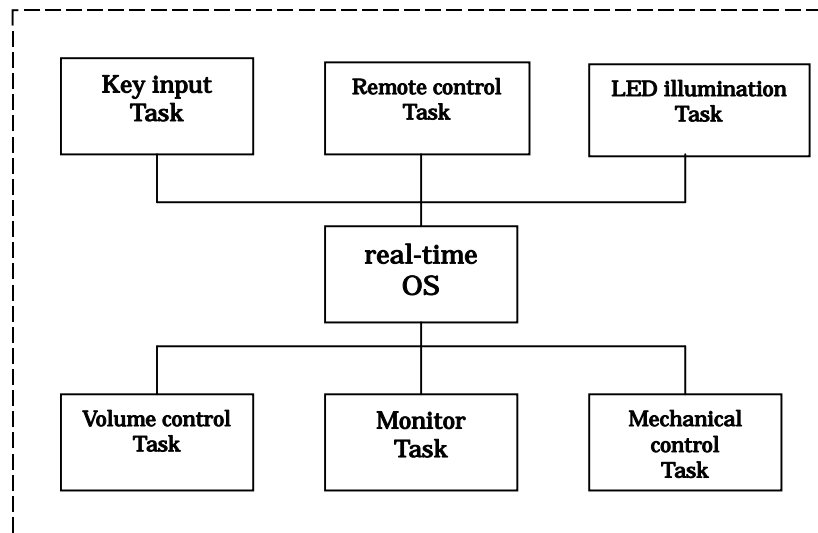 Key input
Task
Remote control
Task
LED illumination
Task
real-time
OS
Volume control
Task
Monitor
Task
Mechanical
control
Task